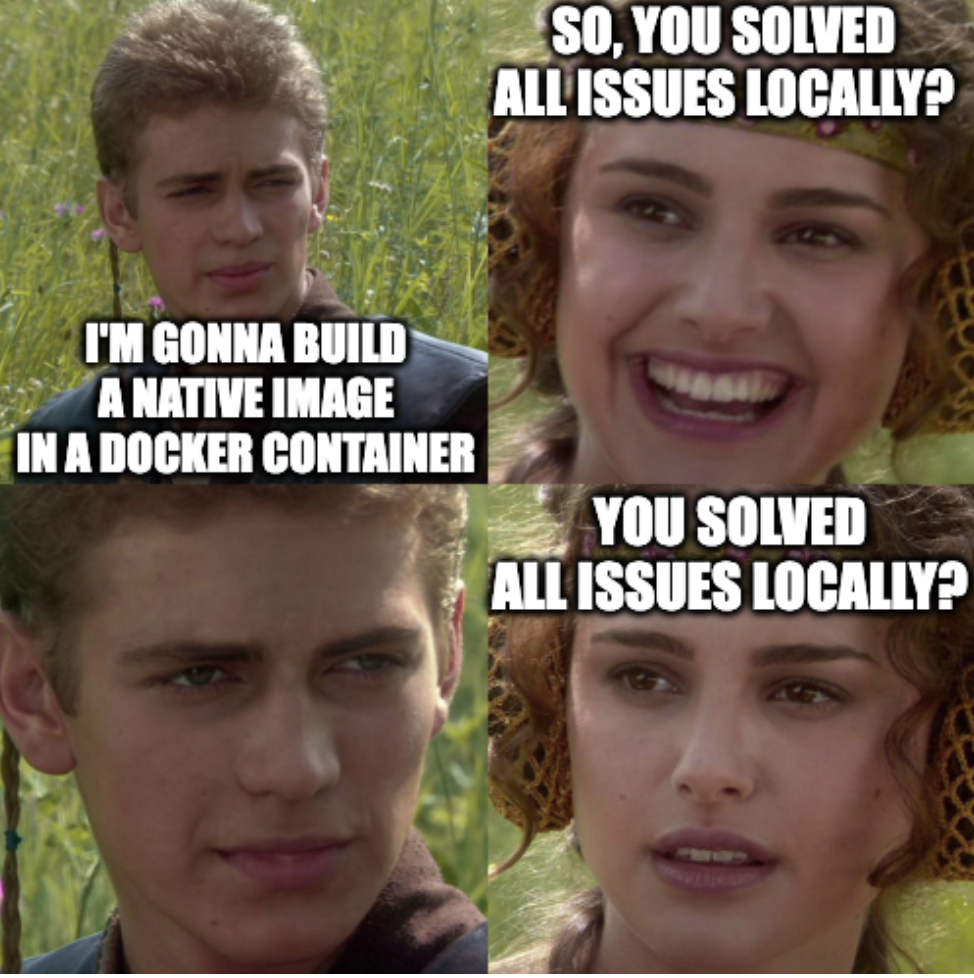 I'M GONNA BUILD
A NATIVE IMAGE
IN A DOCKER CONTAINER
SO, YOU SOLVED
ALL ISSUES LOCALLY?
YOU SOLVED
ALL ISSUES LOCALLY?